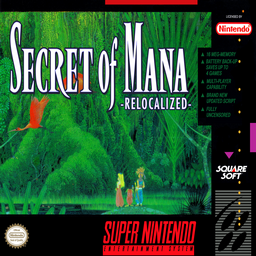 LICENSED BY
Nintendo
SECRET OF MANA
-RELOCALIZED-
16 MEG-MEMORY
BATTERY BACK-UP
SAVES UP TO
4 GAMES
MULTI-PLAYER
CAPABILITY
BRAND NEW
UPDATED SCRIPT
FULLY
UNCENSORED
SQUARE
SOFT
SUPER NINTENDO
ENTERTAINMENT SYSTEM